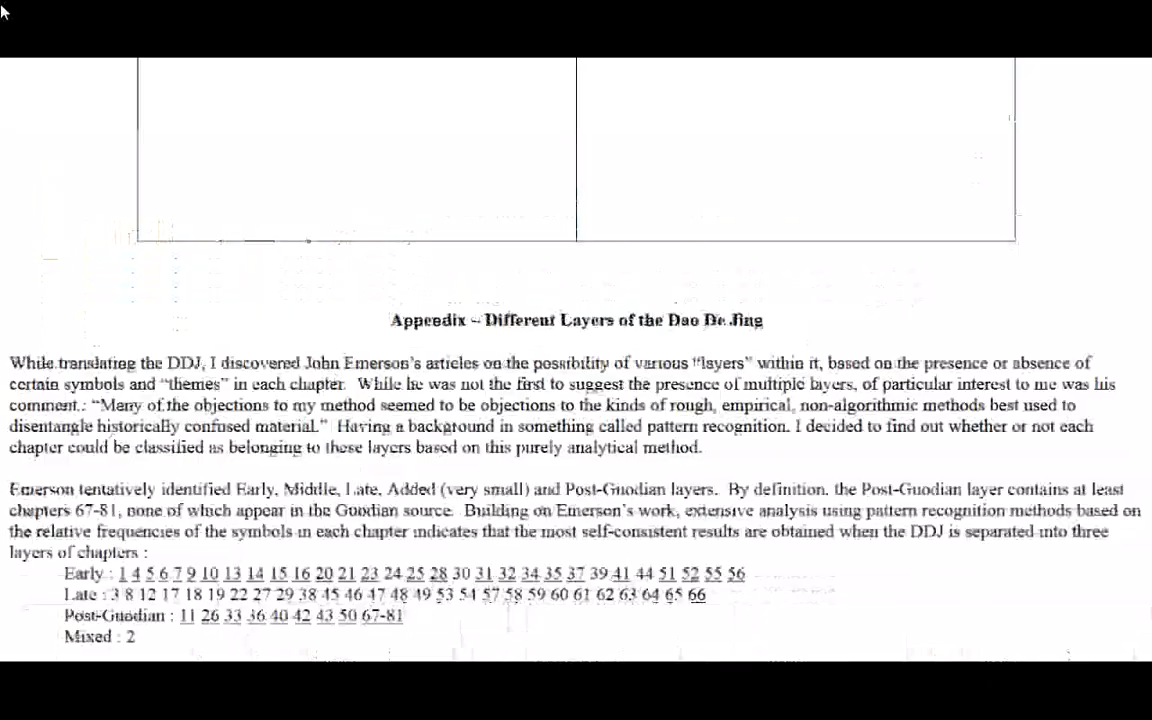 Appendix – Different Layers of the Dao De Jing
While translating the DDJ, I discovered John Emerson's articles on the possibility of various "layers" within it, based on the presence or absence of
certain symbols and "themes" in each chapter. While he was not the first to suggest the presence of multiple layers, of particular interest to me was his
comment: "Many of the objections to my method seemed to be objections to the kinds of rough, empirical, non-algorithmic methods best used to
disentangle historically confused material." Having a background in something called pattern recognition, I decided to find out whether or not each
chapter could be classified as belonging to these layers based on this purely analytical method.
Emerson tentatively identified Early, Middle, Late, Added (very small) and Post-Guodian layers. By definition, the Post-Guodian layer contains at least
chapters 67-81, none of which appear in the Guodian source. Building on Emerson's work, extensive analysis using pattern recognition methods based on
the relative frequencies of the symbols in each chapter indicates that the most self-consistent results are obtained when the DDJ is separated into three
layers of chapters :
Early : 1 4 5 6 7 9 10 13 14 15 16 20 21 23 24 25 28 30 31 32 34 35 37 39 41 44 51 52 55 56
Late : 3 8 12 17 18 19 22 27 29 38 45 46 47 48 49 53 54 57 58 59 60 61 62 63 64 65 66
Post-Guodian : 11 26 33 36 40 42 43 50 67-81
Mixed : 2